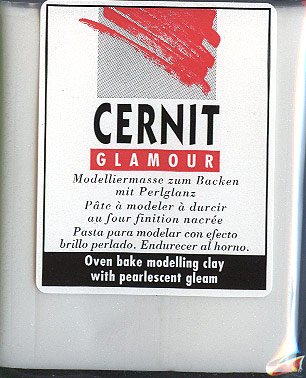 CERNIT
GLAMOUR
Modelliermasse zum Backen
mit Perlglanz
Pâte à modeler à durcir
au four finition nacrée
Pasta para modelar con efecto
brillo perlado. Endurecer al horno.
Oven bake modelling clay
with pearlescent gleam